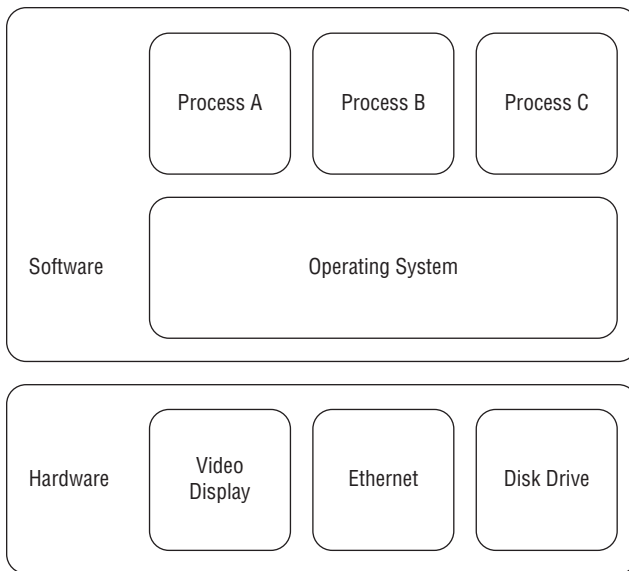 Process A
Process B
Process C
Software
Operating System
Hardware
Video
Display
Ethernet
Disk Drive